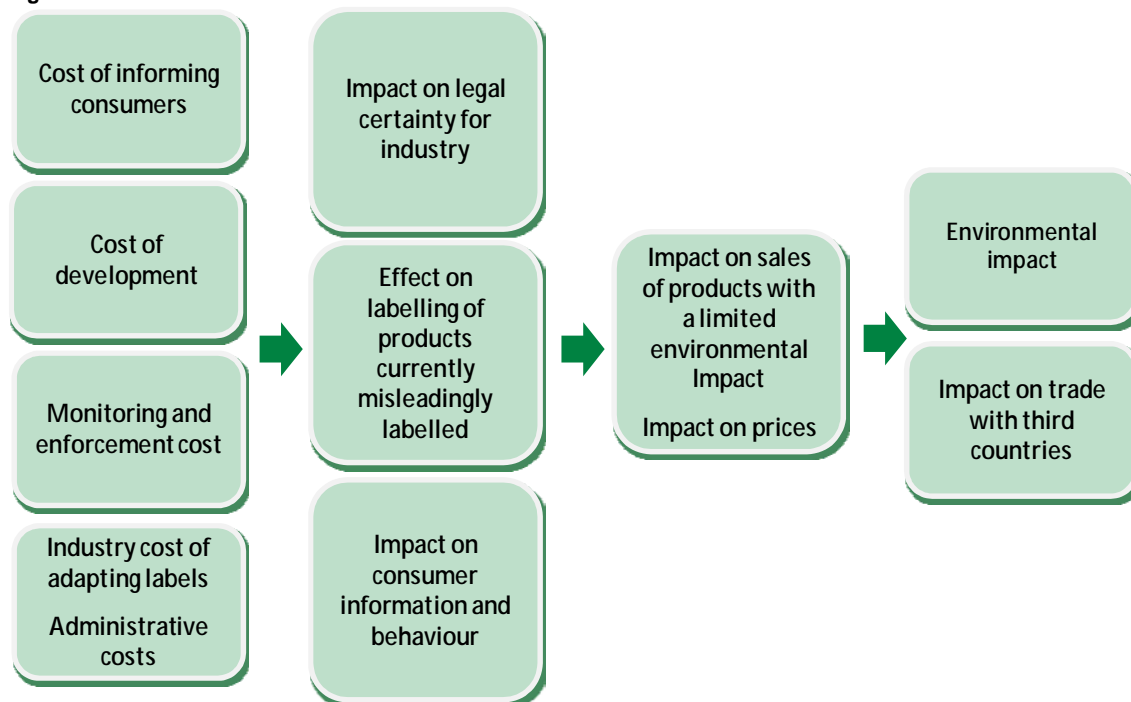 Cost of informing
consumers
Cost of
development
Monitoring and
enforcement cost
Industry cost of
adapting labels
Administrative
costs
Impact on legal
certainty for
industry
Effect on
labelling of
products
currently
misleadingly
labelled
Impact on
consumer
information and
behaviour
Impact on sales
of products with
a limited
environmental
Impact
Impact on prices
Environmental
impact
Impact on trade
with third
countries